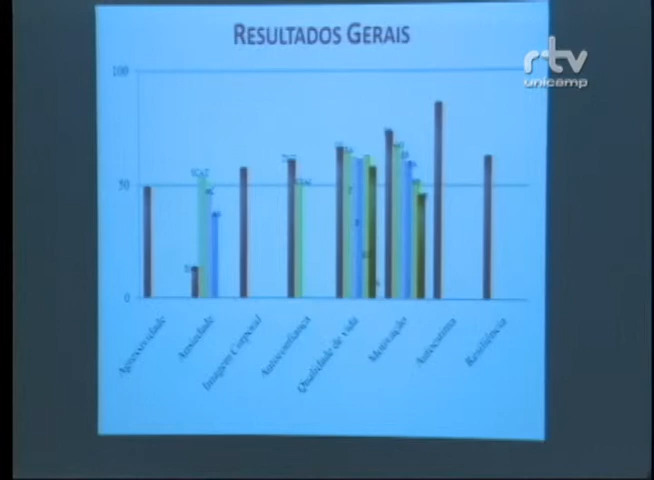 RESULTADOS GERAIS
rtv
unicamp
100
50
0
Agressividade
Ansiedade
Imagem Corporal
Autoconfiança
Qualidade de vida
Motivação
Autoestima
Resiliência